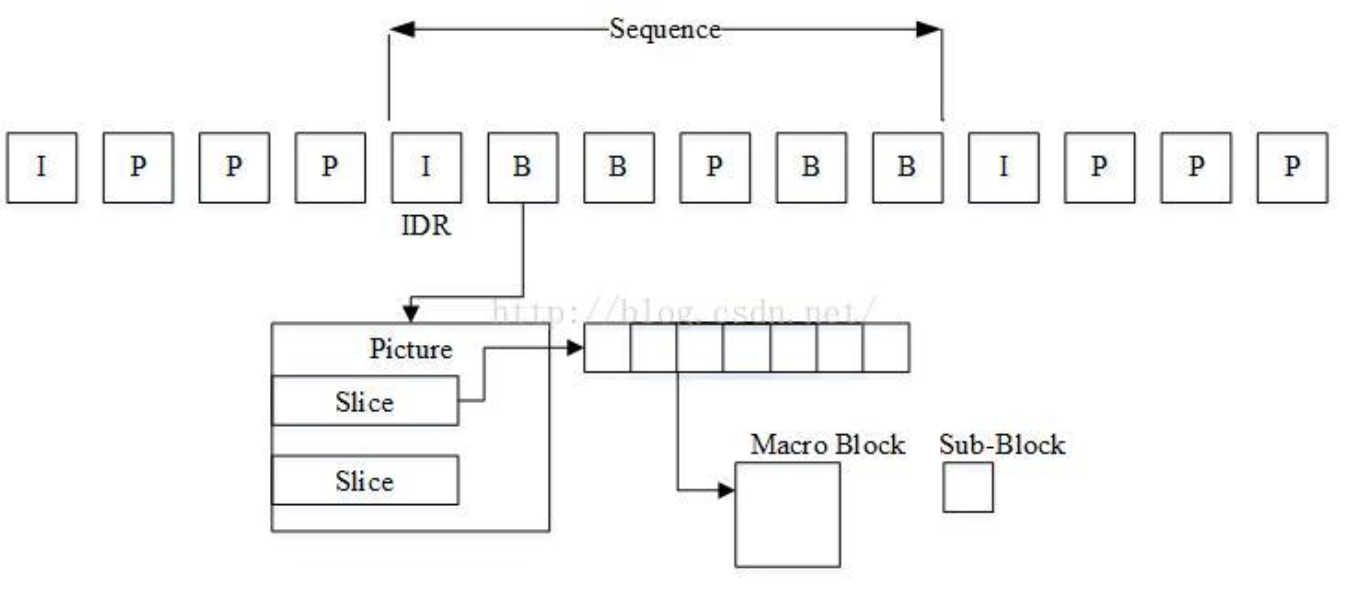 Sequence
I P P P I B B P B B I P P P
IDR
http://blog.csdn.net/
Picture
Slice
Macro Block Sub-Block
Slice